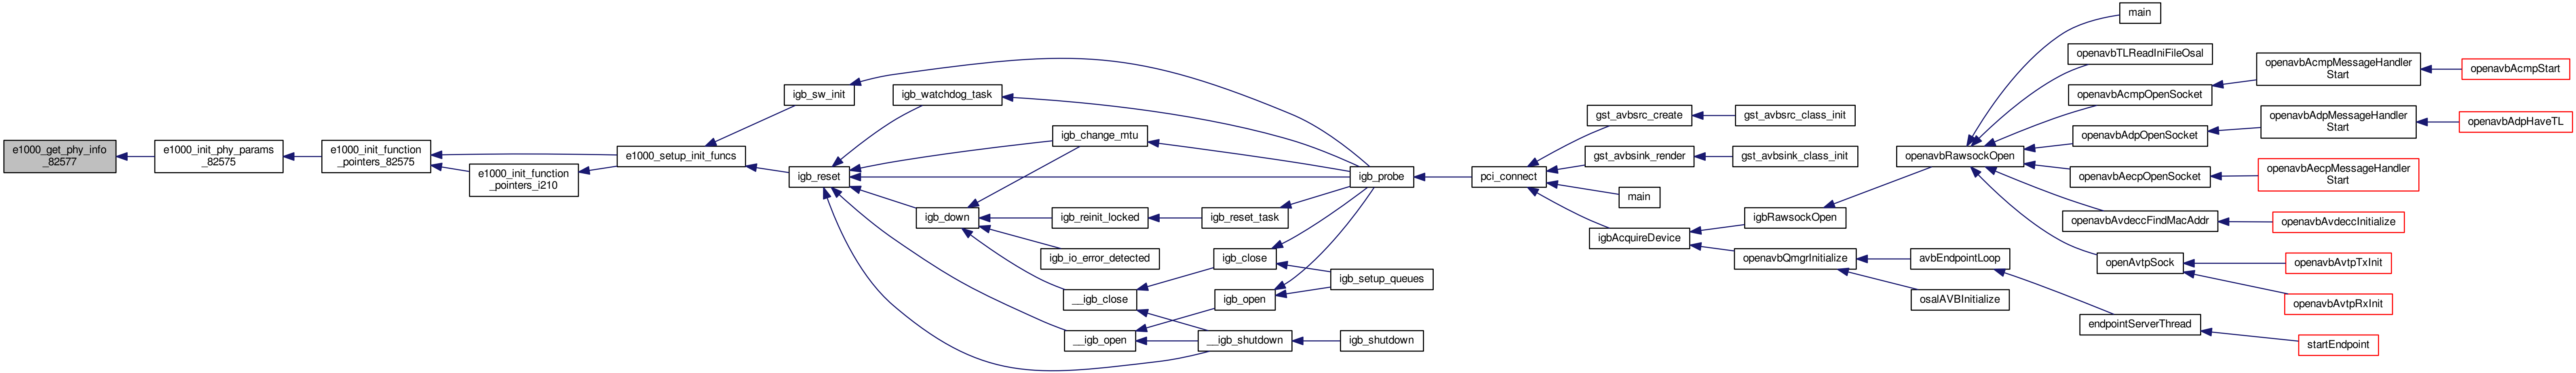 e1000_get_phy_info
_82577
e1000_init_phy_params
_82575
e1000_init_function
_pointers_82575
e1000_init_function
_pointers_i210
e1000_setup_init_funcs
igb_sw_init
igb_reset
igb_watchdog_task
igb_change_mtu
igb_down
igb_reinit_locked
igb_reset_task
igb_io_error_detected
__igb_close
__igb_open
igb_close
igb_open
__igb_shutdown
igb_probe
igb_setup_queues
igb_shutdown
pci_connect
gst_avbsrc_create
gst_avbsrc_class_init
gst_avbsink_render
gst_avbsink_class_init
main
igbAcquireDevice
igbRawsockOpen
openavbQmgrInitialize
avbEndpointLoop
osalAVBInitialize
openavbRawsockOpen
main
openavbTLReadIniFileOsal
openavbAcmpOpenSocket
openavbAcmpMessageHandler
Start
openavbAcmpStart
openavbAdpOpenSocket
openavbAdpMessageHandler
Start
openavbAdpHaveTL
openavbAecpOpenSocket
openavbAecpMessageHandler
Start
openavbAvdeccFindMacAddr
openavbAvdeccInitialize
openAvtpSock
openavbAvtpTxInit
openavbAvtpRxInit
endpointServerThread
startEndpoint